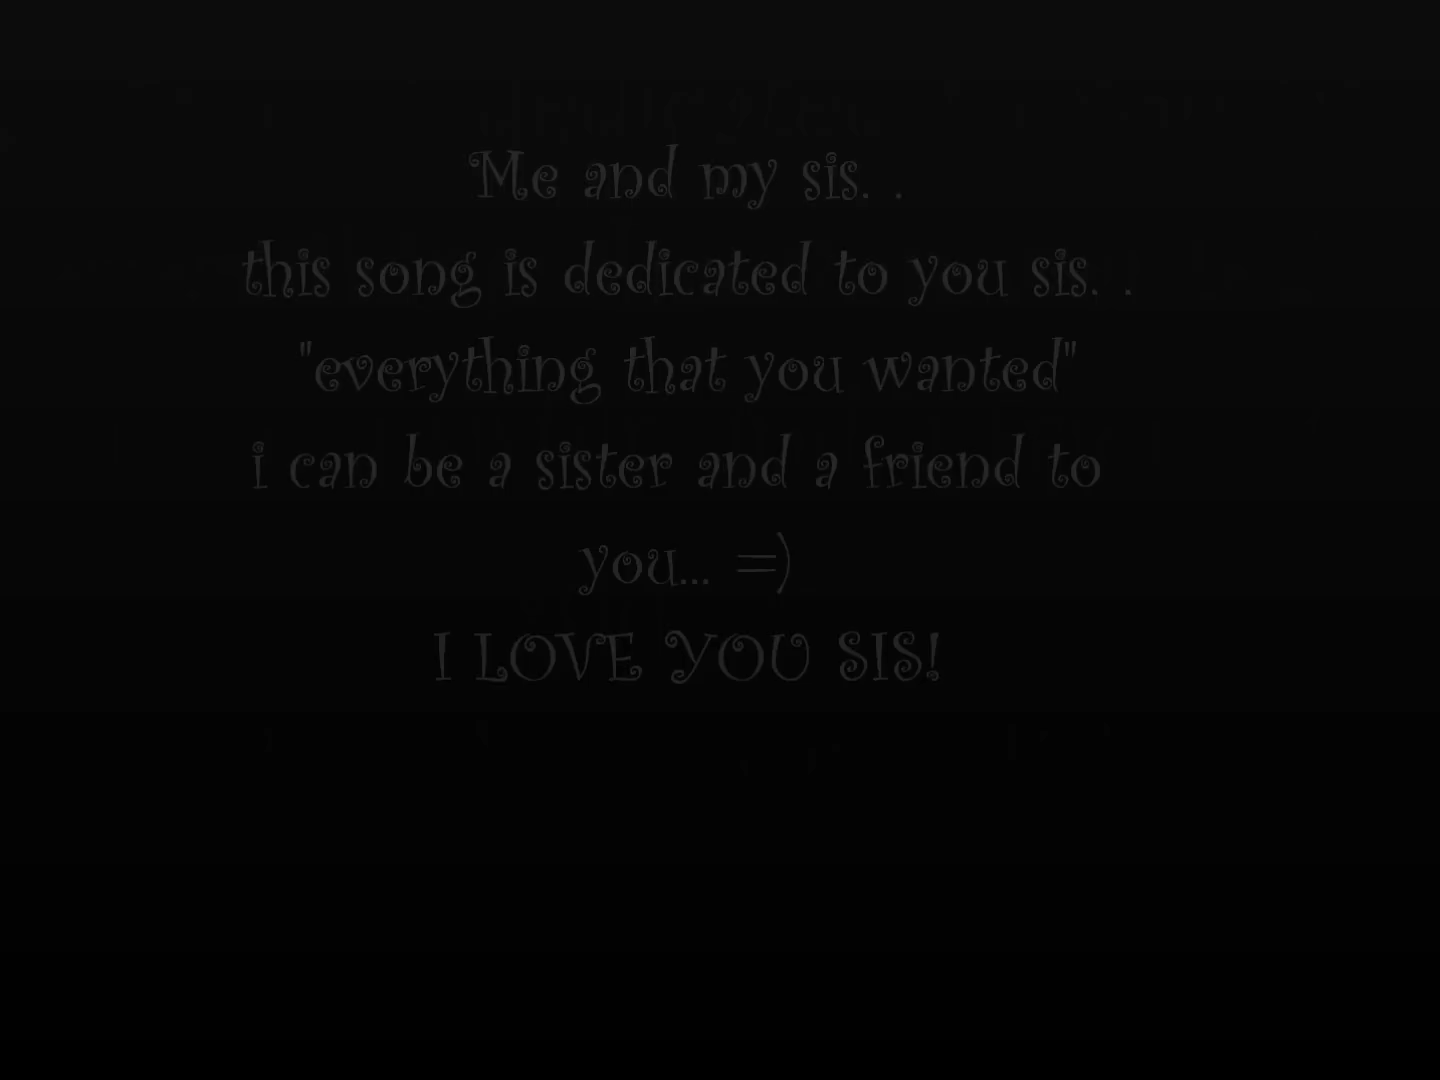 Me and my sis. .
this song is dedicated to you sis. .
"everything that you wanted"
i can be a sister and a friend to
you... =)
I LOVE YOU SIS!